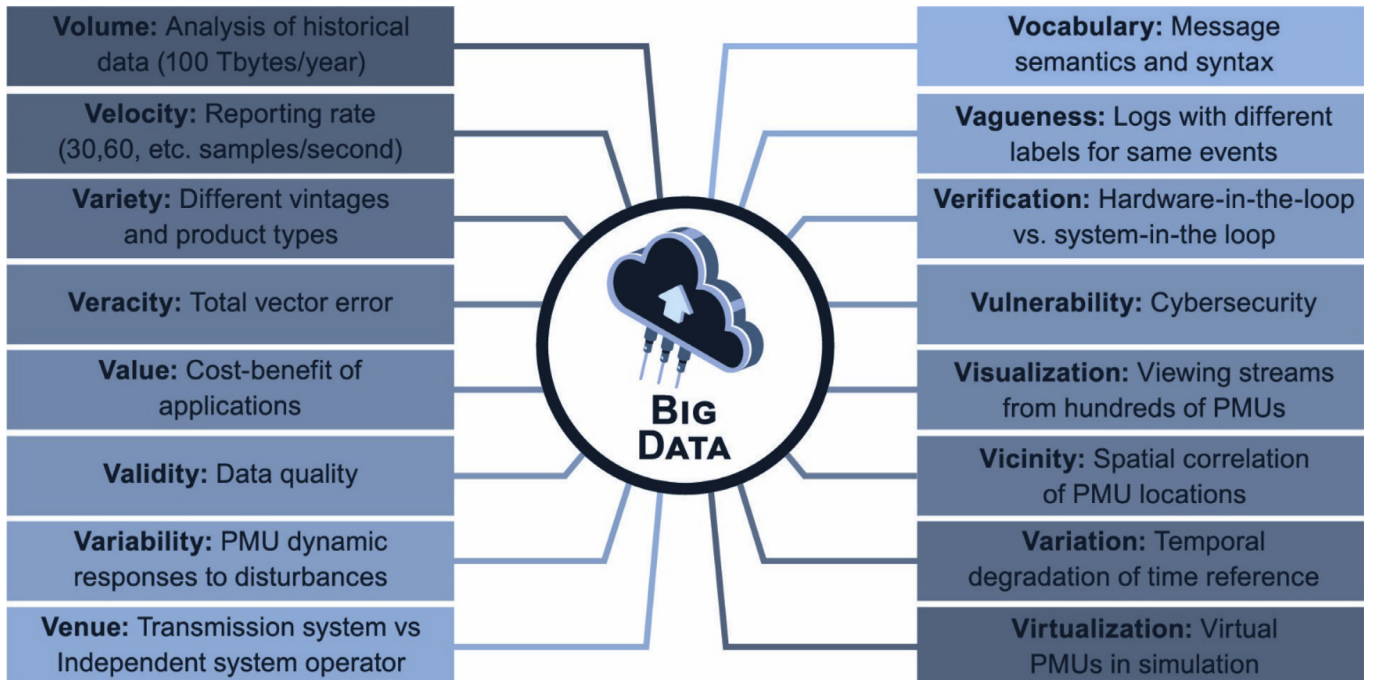 Volume: Analysis of historical
data (100 Tbytes/year)
Velocity: Reporting rate
(30,60, etc. samples/second)
Variety: Different vintages
and product types
Veracity: Total vector error
Value: Cost-benefit of
applications
Validity: Data quality
Variability: PMU dynamic
responses to disturbances
Venue: Transmission system vs
Independent system operator
BIG
DATA
Vocabulary: Message
semantics and syntax
Vagueness: Logs with different
labels for same events
Verification: Hardware-in-the-loop
vs. system-in-the loop
Vulnerability: Cybersecurity
Visualization: Viewing streams
from hundreds of PMUs
Vicinity: Spatial correlation
of PMU locations
Variation: Temporal
degradation of time reference
Virtualization: Virtual
PMUs in simulation